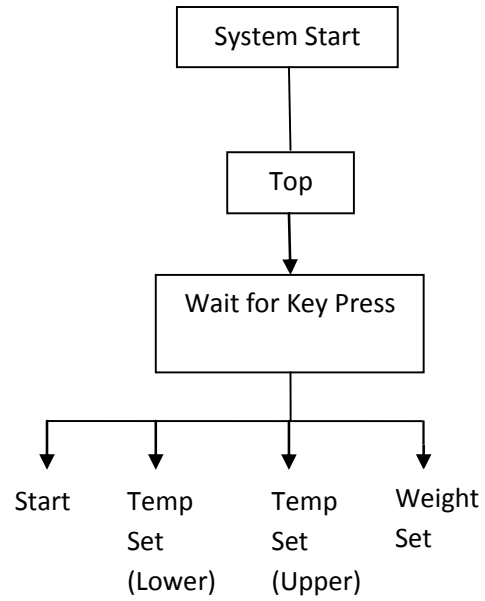 System Start
Top
Wait for Key Press
Start
Temp
Set
(Lower)
Temp
Set
(Upper)
Weight
Set